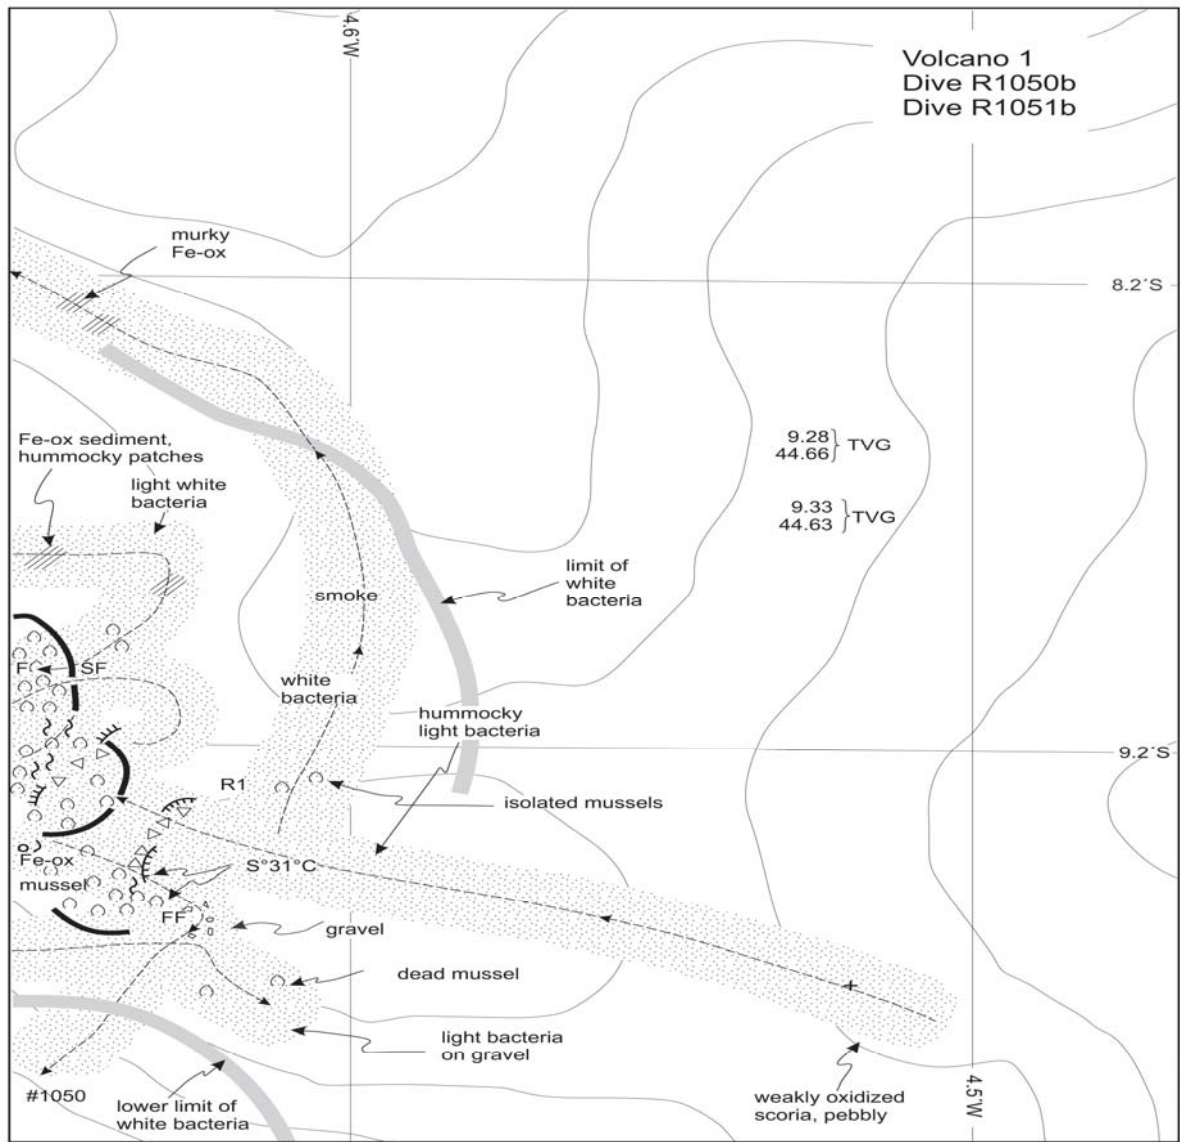 4.6'W
Volcano 1
Dive R1050b
Dive R1051b
murky
Fe-ox
8.2'S
Fe-ox sediment,
hummocky patches
light white
bacteria
9.28
44.66 } TVG
9.33
44.63 } TVG
limit of
white
bacteria
smoke
F SF
white
bacteria
hummocky
light bacteria
9.2'S
R1
isolated mussels
Fe-ox
mussel
S°31°C
FF
gravel
dead mussel
light bacteria
on gravel
#1050
lower limit of
white bacteria
weakly oxidized
scoria, pebbly
4.5'W